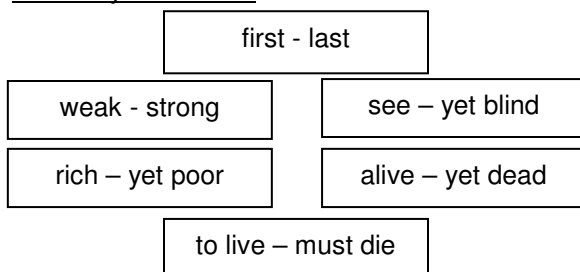 first - last
weak - strong
see – yet blind
rich – yet poor
alive – yet dead
to live – must die